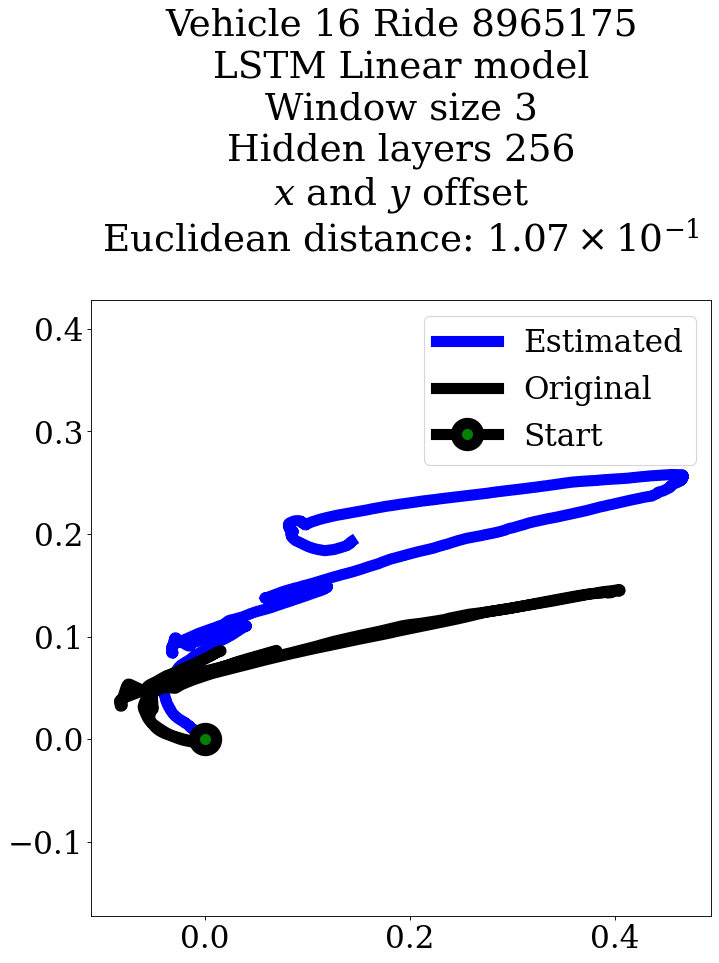 Vehicle 16 Ride 8965175
LSTM Linear model
Window size 3
Hidden layers 256
x and y offset
Euclidean distance: 1.07 × 10⁻¹
Estimated
Original
Start
0.4
0.3
0.2
0.1
0.0
−0.1
0.0 0.2 0.4